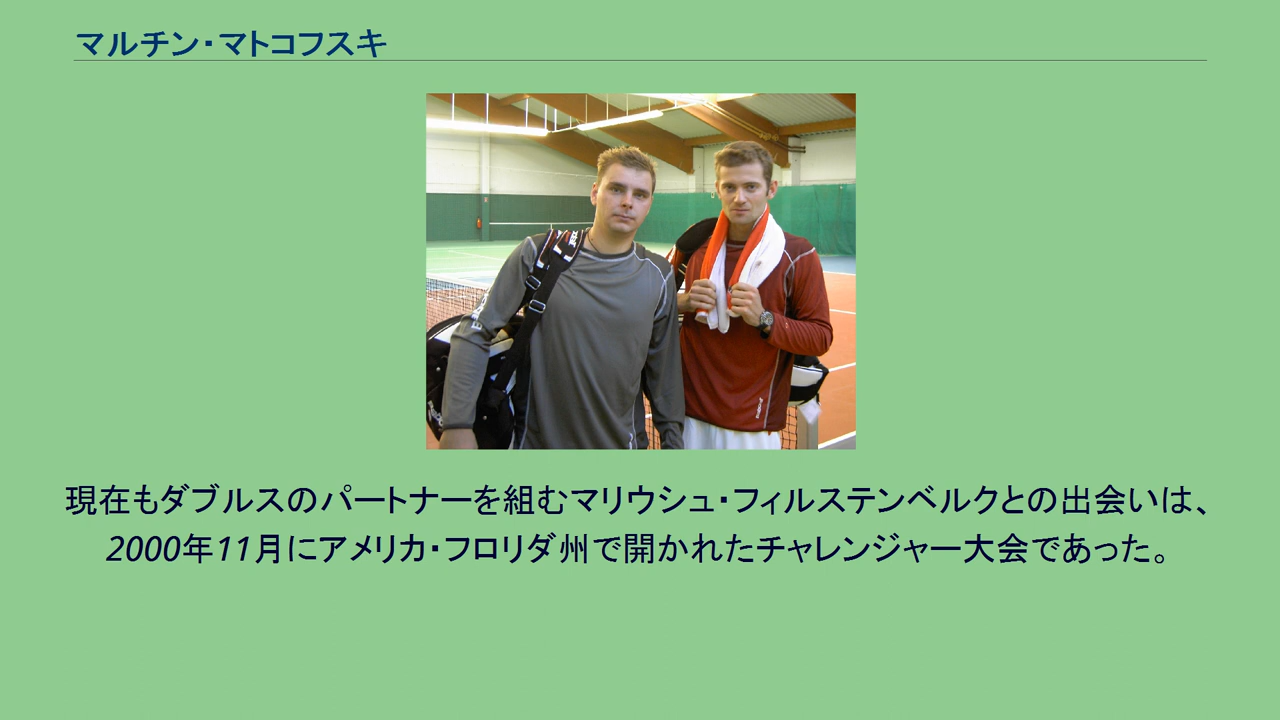 マルチン・マトコフスキ
現在もダブルスのパートナーを組むマリウシュ・フィルステンベルクとの出会いは、
2000年11月にアメリカ・フロリダ州で開かれたチャレンジャー大会であった。